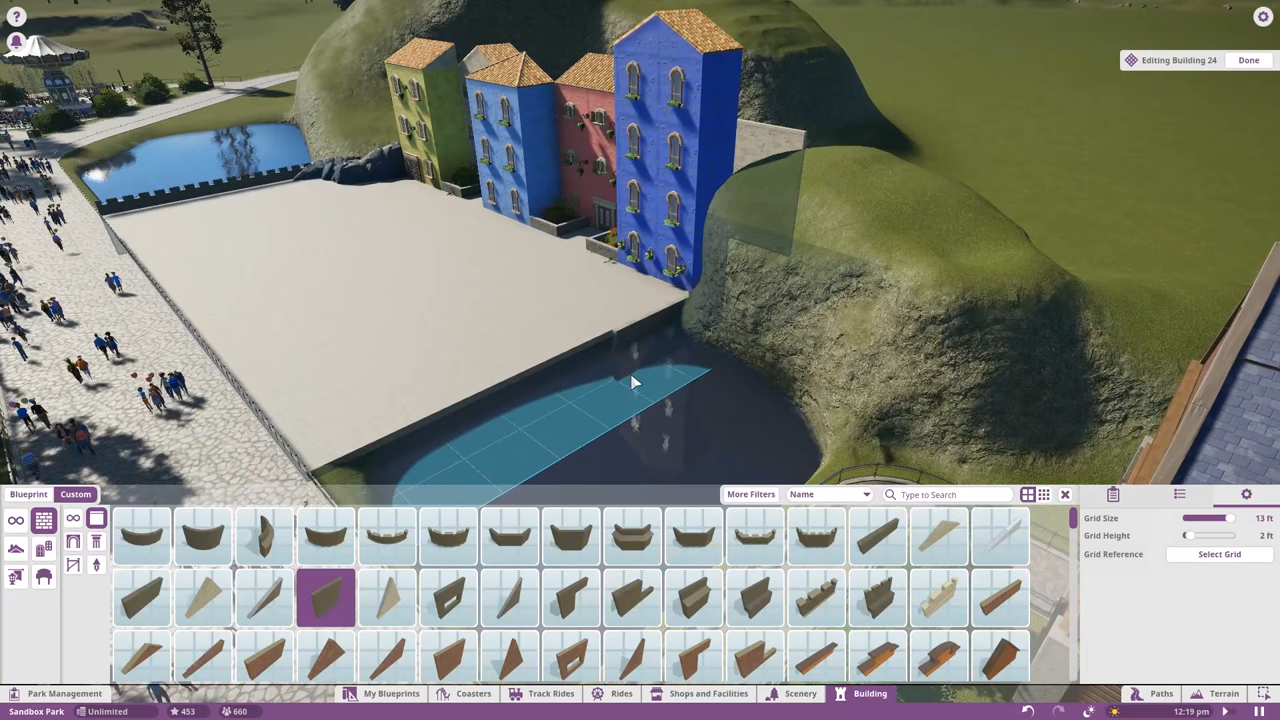 ?
Editing Building 24
Done
Blueprint
Custom
More Filters
Name
Type to Search
Grid Size
13 ft
Grid Height
2 ft
Grid Reference
Select Grid
Park Management
My Blueprints
Coasters
Track Rides
Rides
Shops and Facilities
Scenery
Building
Paths
Terrain
Sandbox Park
Unlimited
453
660
12:19 pm